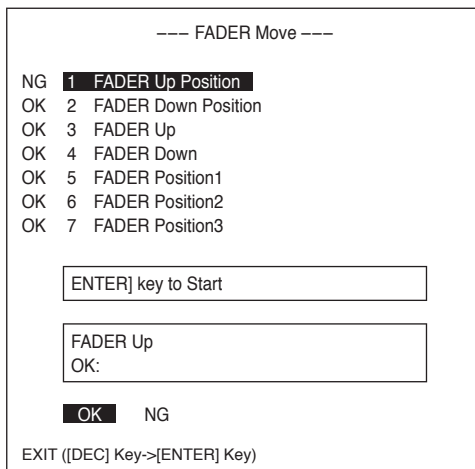 ––– FADER Move –––
NG 1 FADER Up Position
OK 2 FADER Down Position
OK 3 FADER Up
OK 4 FADER Down
OK 5 FADER Position1
OK 6 FADER Position2
OK 7 FADER Position3
ENTER] key to Start
FADER Up
OK:
OK NG
EXIT ([DEC] Key->[ENTER] Key)